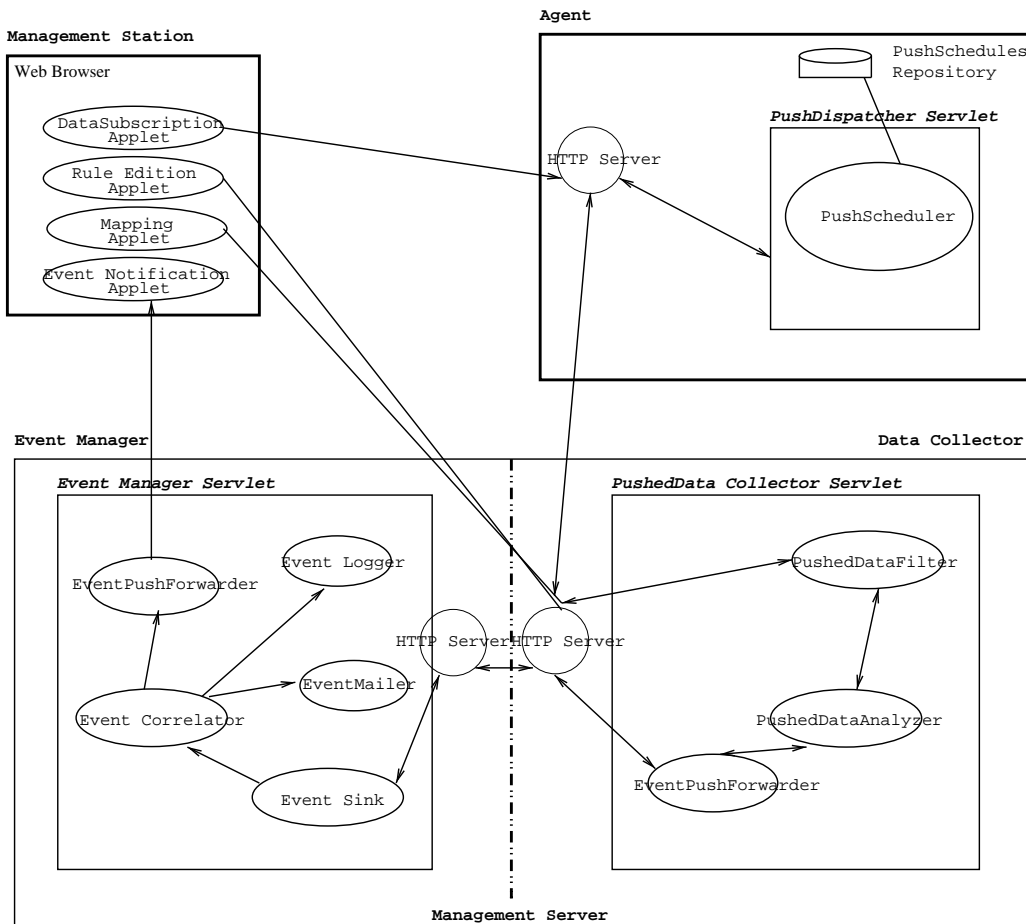 Agent
Management Station
Web Browser
DataSubscription
Applet
Rule Edition
Applet
Mapping
Applet
Event Notification
Applet
PushSchedules
Repository
PushDispatcher Servlet
HTTP Server
PushScheduler
Event Manager
Data Collector
Event Manager Servlet
PushedData Collector Servlet
Event Logger
EventPushForwarder
PushedDataFilter
HTTP Server
HTTP Server
EventMailer
Event Correlator
PushedDataAnalyzer
EventPushForwarder
Event Sink
Management Server